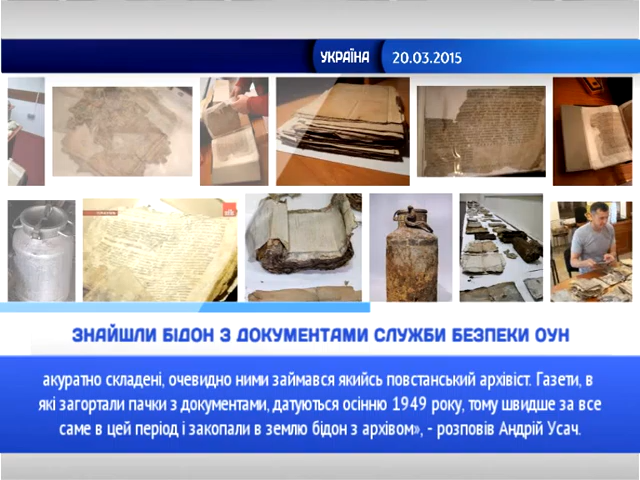 УКРАЇНА 20.03.2015
ЗНАЙШЛИ БІДОН З ДОКУМЕНТАМИ СЛУЖБИ БЕЗПЕКИ ОУН
акуратно складені, очевидно ними займався якийсь повстанський архівіст. Газети, в
які загортали пачки з документами, датуються осінню 1949 року, тому швидше за все
саме в цей період і закопали в землю бідон з архівом», - розповів Андрій Усач.